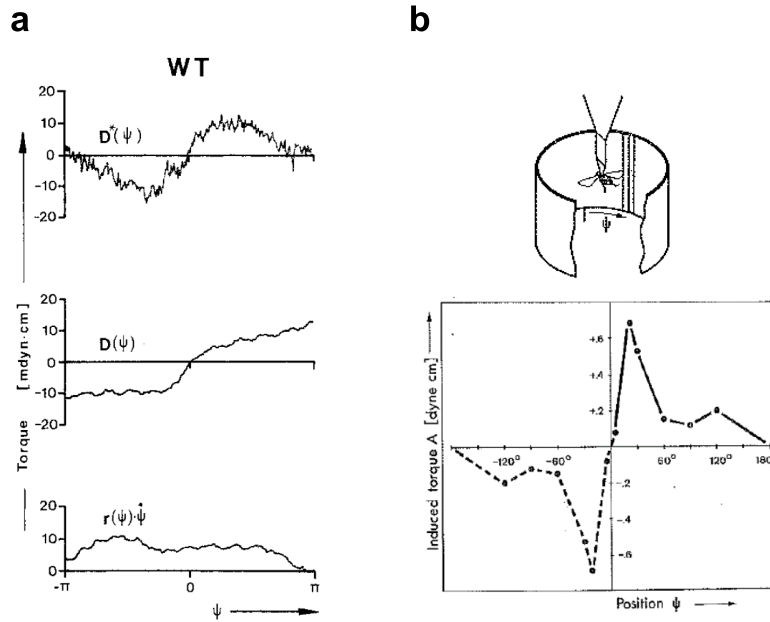 a
WT
20
10
0
-10
-20
D*(ψ)
20
10
0
-10
-20
D(ψ)
20
10
0
r(ψ)·ψ̇
-π
0
π
ψ
Torque [mdyn·cm]
b
ψ
Induced torque A [dyne cm]
+.6
+.4
+.2
-.2
-.4
-.6
-120°
-60°
60°
120°
180
Position ψ